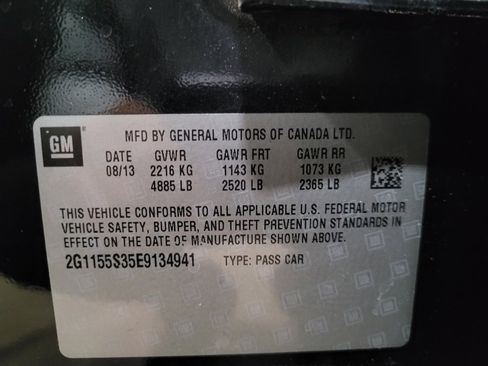 GM
MFD BY GENERAL MOTORS OF CANADA LTD.
DATE GVWR GAWR FRT GAWR RR
08/13 2216 KG 1143 KG 1073 KG
4885 LB 2520 LB 2365 LB
THIS VEHICLE CONFORMS TO ALL APPLICABLE U.S. FEDERAL MOTOR
VEHICLE SAFETY, BUMPER, AND THEFT PREVENTION STANDARDS IN
EFFECT ON THE DATE OF MANUFACTURE SHOWN ABOVE.
2G1155S35E9134941 TYPE: PASS CAR